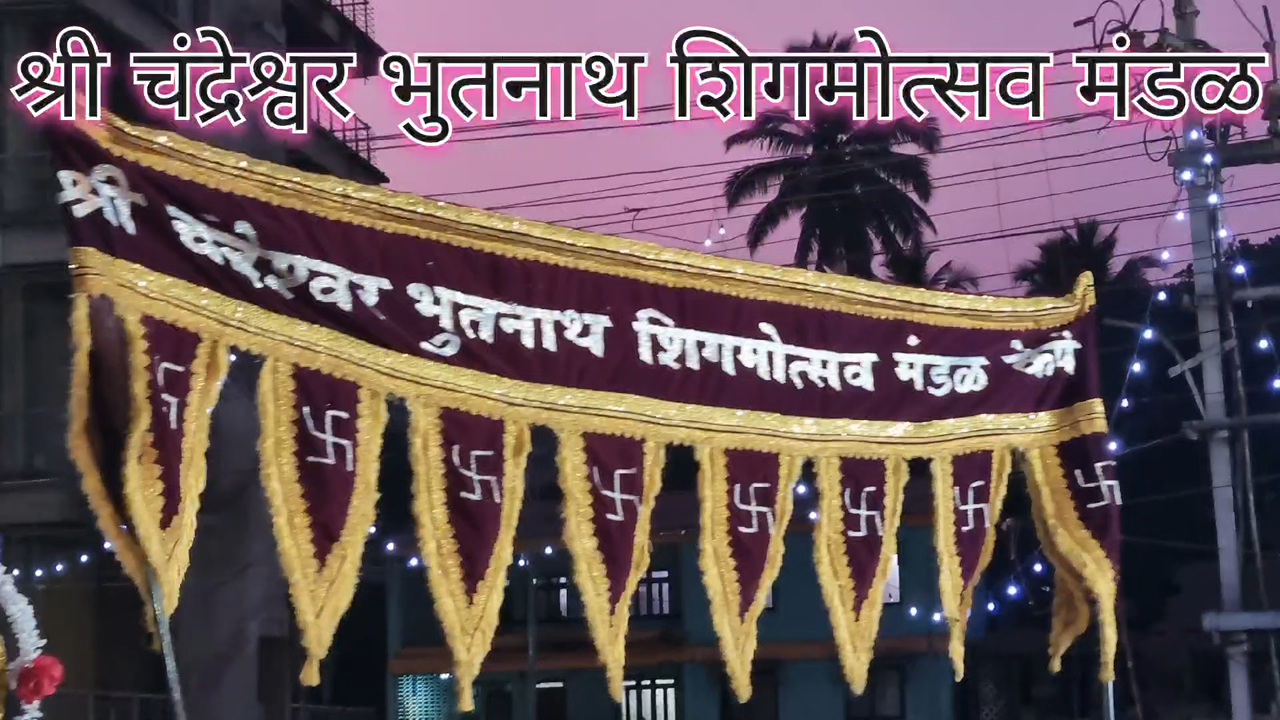 श्री चंद्रेश्वर भुतनाथ शिगमोत्सव मंडळ
श्री चंद्रेश्वर भुतनाथ शिगमोत्सव मंडळ केपे